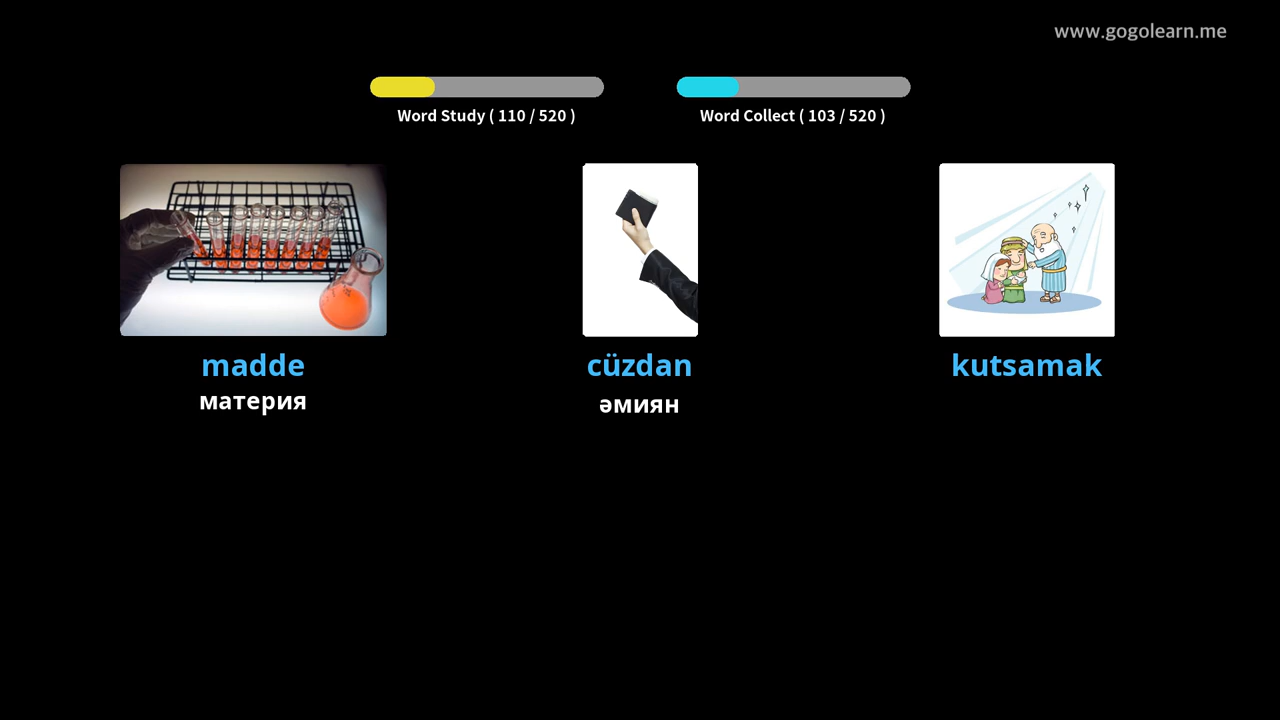 www.gogolearn.me
Word Study ( 110 / 520 )
Word Collect ( 103 / 520 )
madde
cüzdan
kutsamak
материя
әмиян